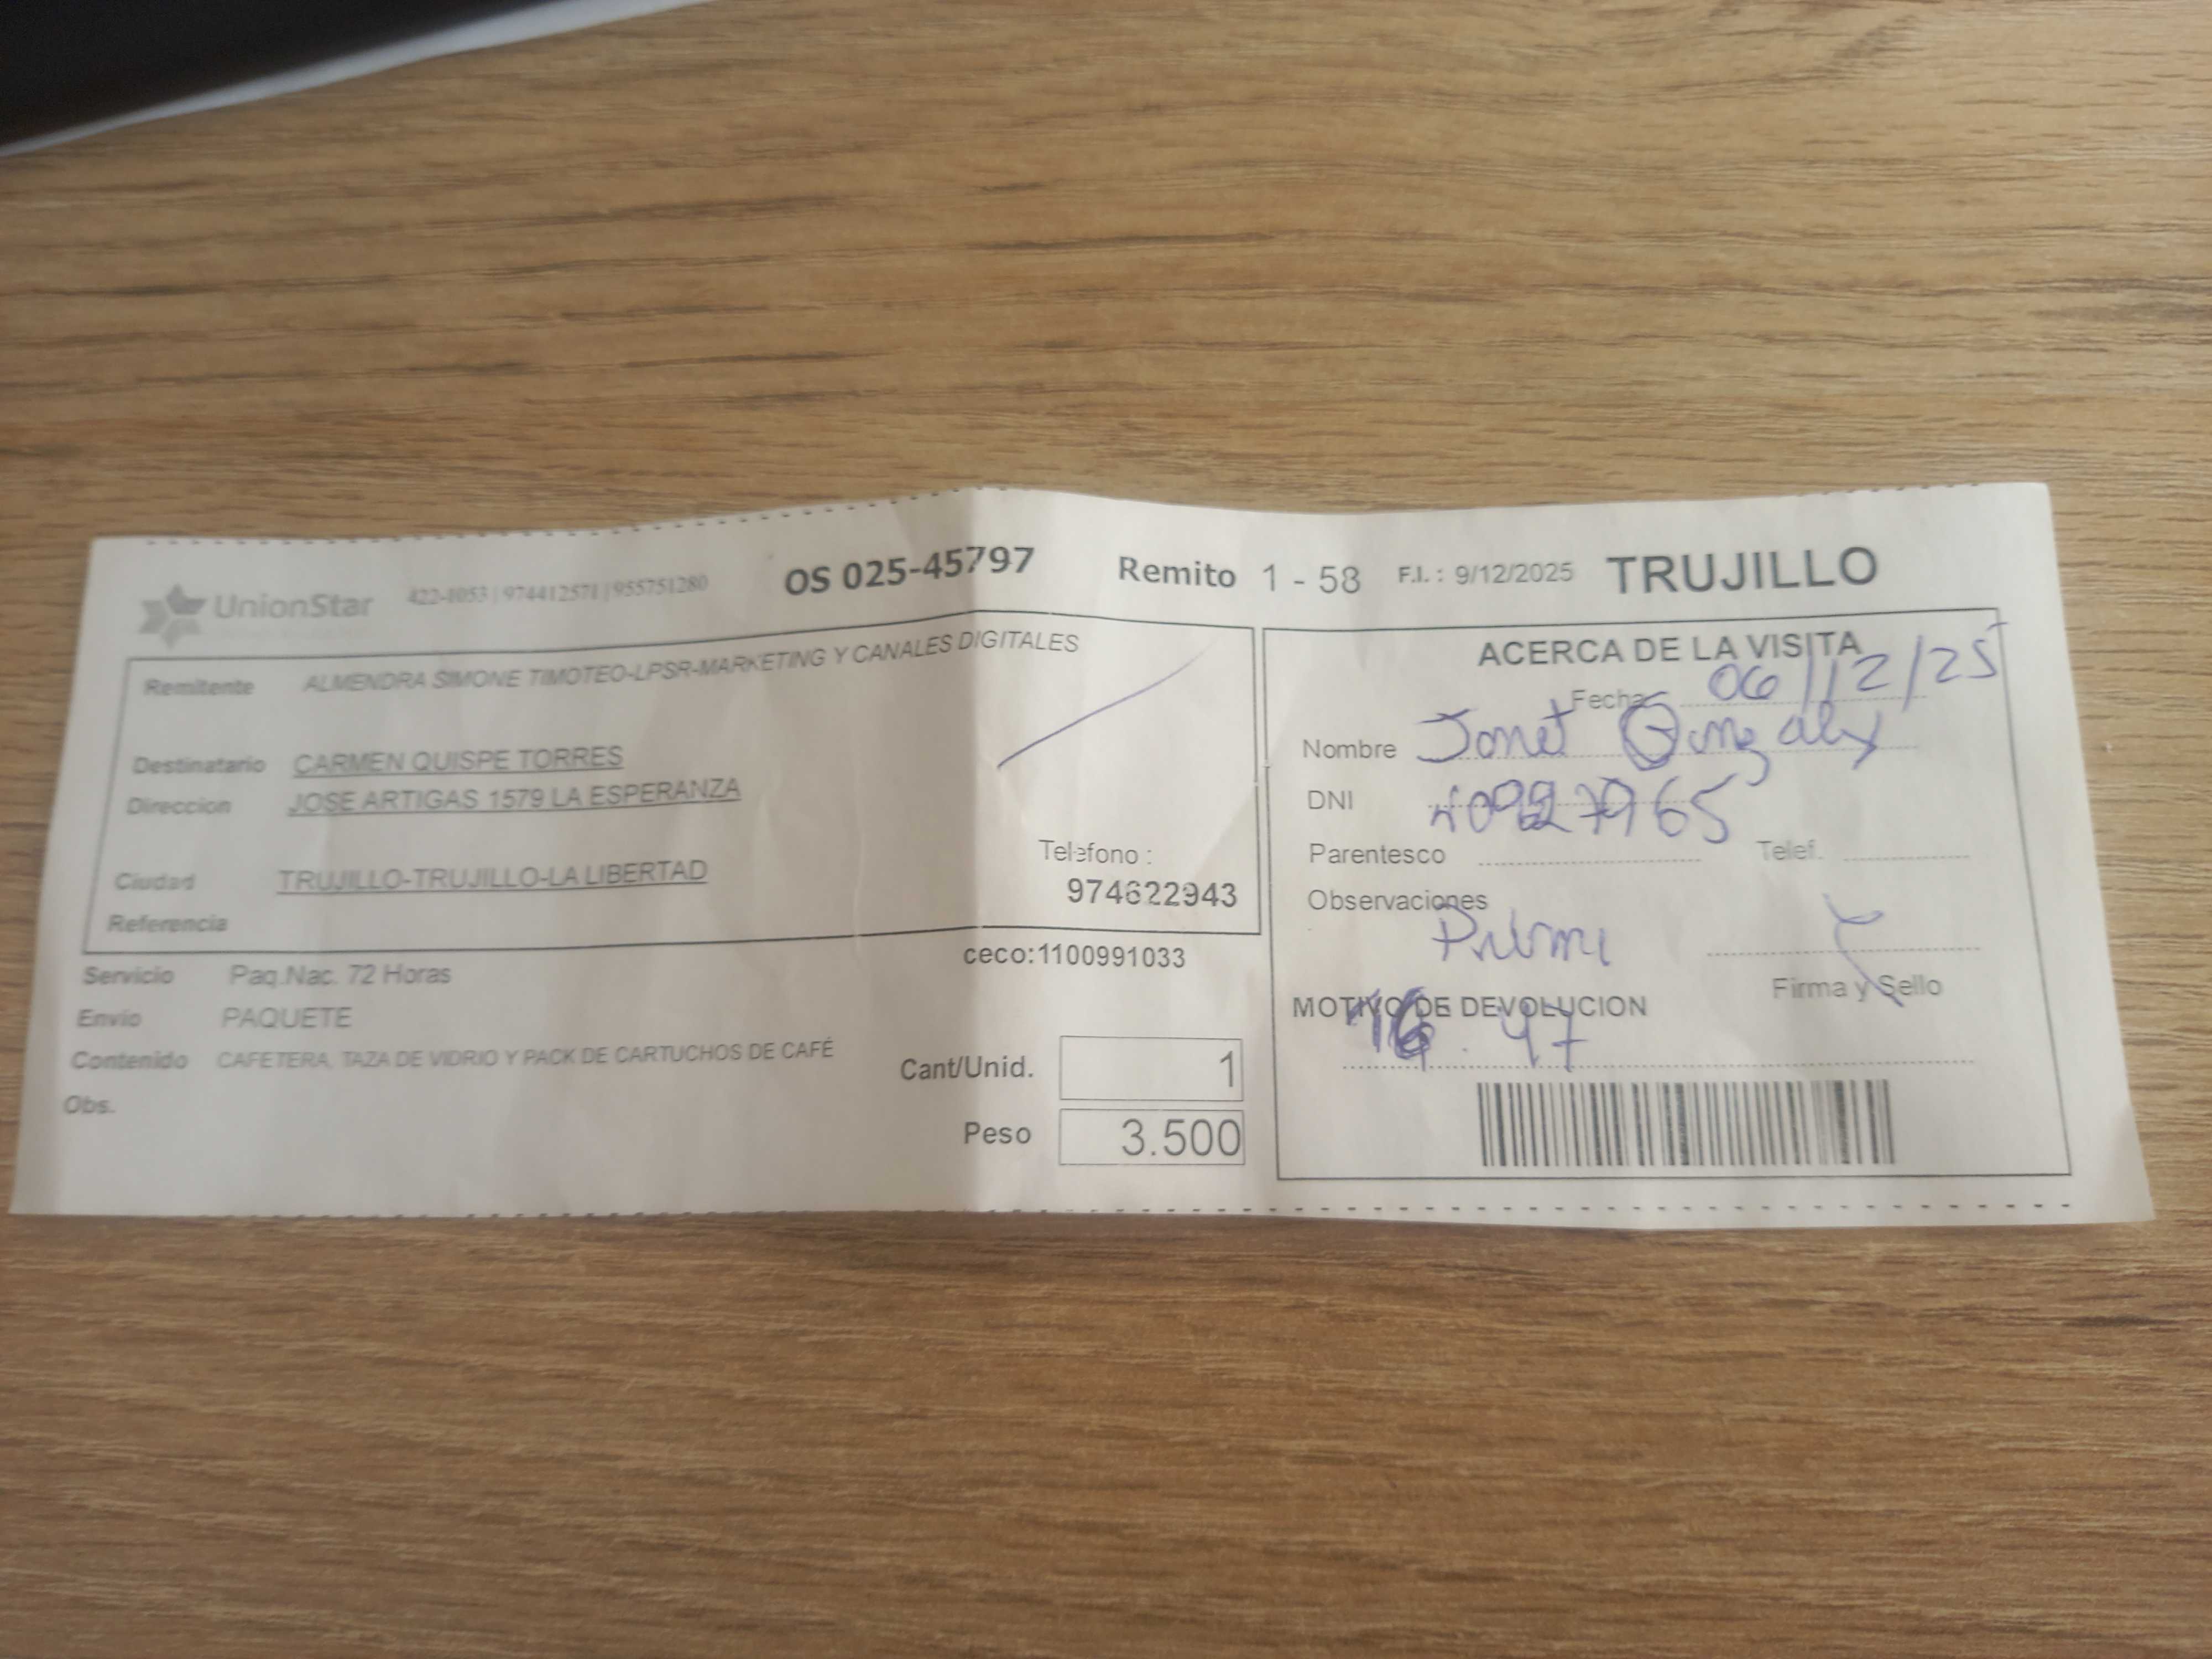 UnionStar 422-1053 | 974412571 | 955751280 OS 025-45797 Remito 1 - 58 F.I. : 9/12/2025 TRUJILLO
Remitente ALMENDRA SIMONE TIMOTEO-LPSR-MARKETING Y CANALES DIGITALES
Destinatario CARMEN QUISPE TORRES
Direccion JOSE ARTIGAS 1579 LA ESPERANZA
Ciudad TRUJILLO-TRUJILLO-LA LIBERTAD
Telefono :
974622943
Referencia
ceco:1100991033
Servicio Paq.Nac. 72 Horas
Envio PAQUETE
Contenido CAFETERA, TAZA DE VIDRIO Y PACK DE CARTUCHOS DE CAFÉ
Obs.
Cant/Unid. 1
Peso 3.500
ACERCA DE LA VISITA
Fecha 06/12/25
Nombre Janet
DNI
Parentesco Telef.
Observaciones
Firma y Sello
MOTIVO DE DEVOLUCION
16.47